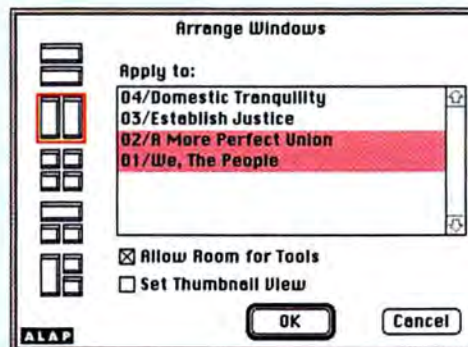 Arrange Windows
Apply to:
04/Domestic Tranquility
03/Establish Justice
02/A More Perfect Union
01/We, The People
Allow Room for Tools
Set Thumbnail View
OK
Cancel
ALAP